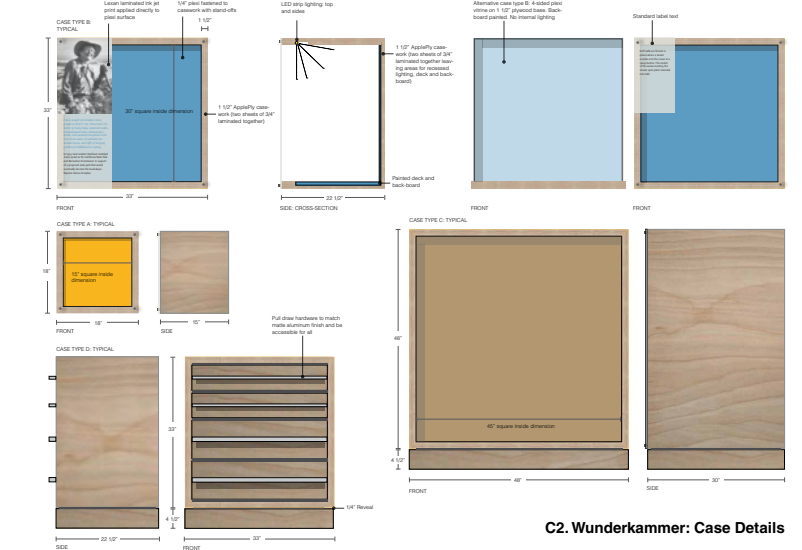 CASE TYPE B:
TYPICAL
Lexan laminated ink jet
print applied directly to
plexi surface
1/4" plexi fastened to
casework with stand-offs
1 1/2"
LED strip lighting: top
and sides
Alternative case type B: 4-sided plexi
vitrine on 1 1/2" plywood base. Back-
board painted. No internal lighting.
Standard label text
33"
30" square inside dimension
1 1/2" ApplePly case-
work (two sheets of 3/4"
laminated together)
1 1/2" ApplePly case-
work (two sheets of 3/4"
laminated together leav-
ing areas for recessed
lighting, deck and back-
board)
Painted deck and
back-board
33"
22 1/2"
FRONT
SIDE: CROSS-SECTION
FRONT
FRONT
CASE TYPE A: TYPICAL
18"
15" square inside
dimension
18"
15"
FRONT
SIDE
CASE TYPE C: TYPICAL
48"
45" square inside dimension
4 1/2"
48"
30"
FRONT
SIDE
Pull draw hardware to match
matte aluminum finish and be
accessible for all
CASE TYPE D: TYPICAL
33"
4 1/2"
1/4" Reveal
22 1/2"
33"
SIDE
FRONT
C2. Wunderkammer: Case Details